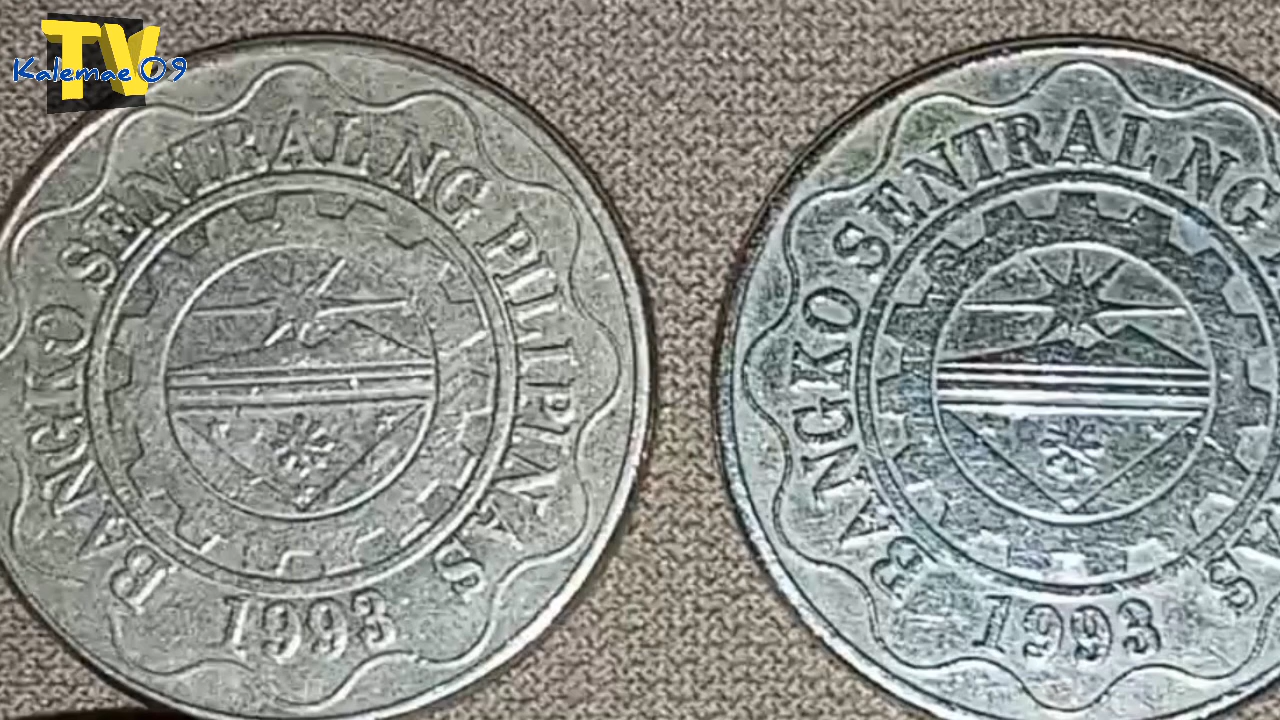 TV
Kalemae 09
BANGKO SENTRAL NG PILIPINAS
1993
BANGKO SENTRAL NG
S
1993